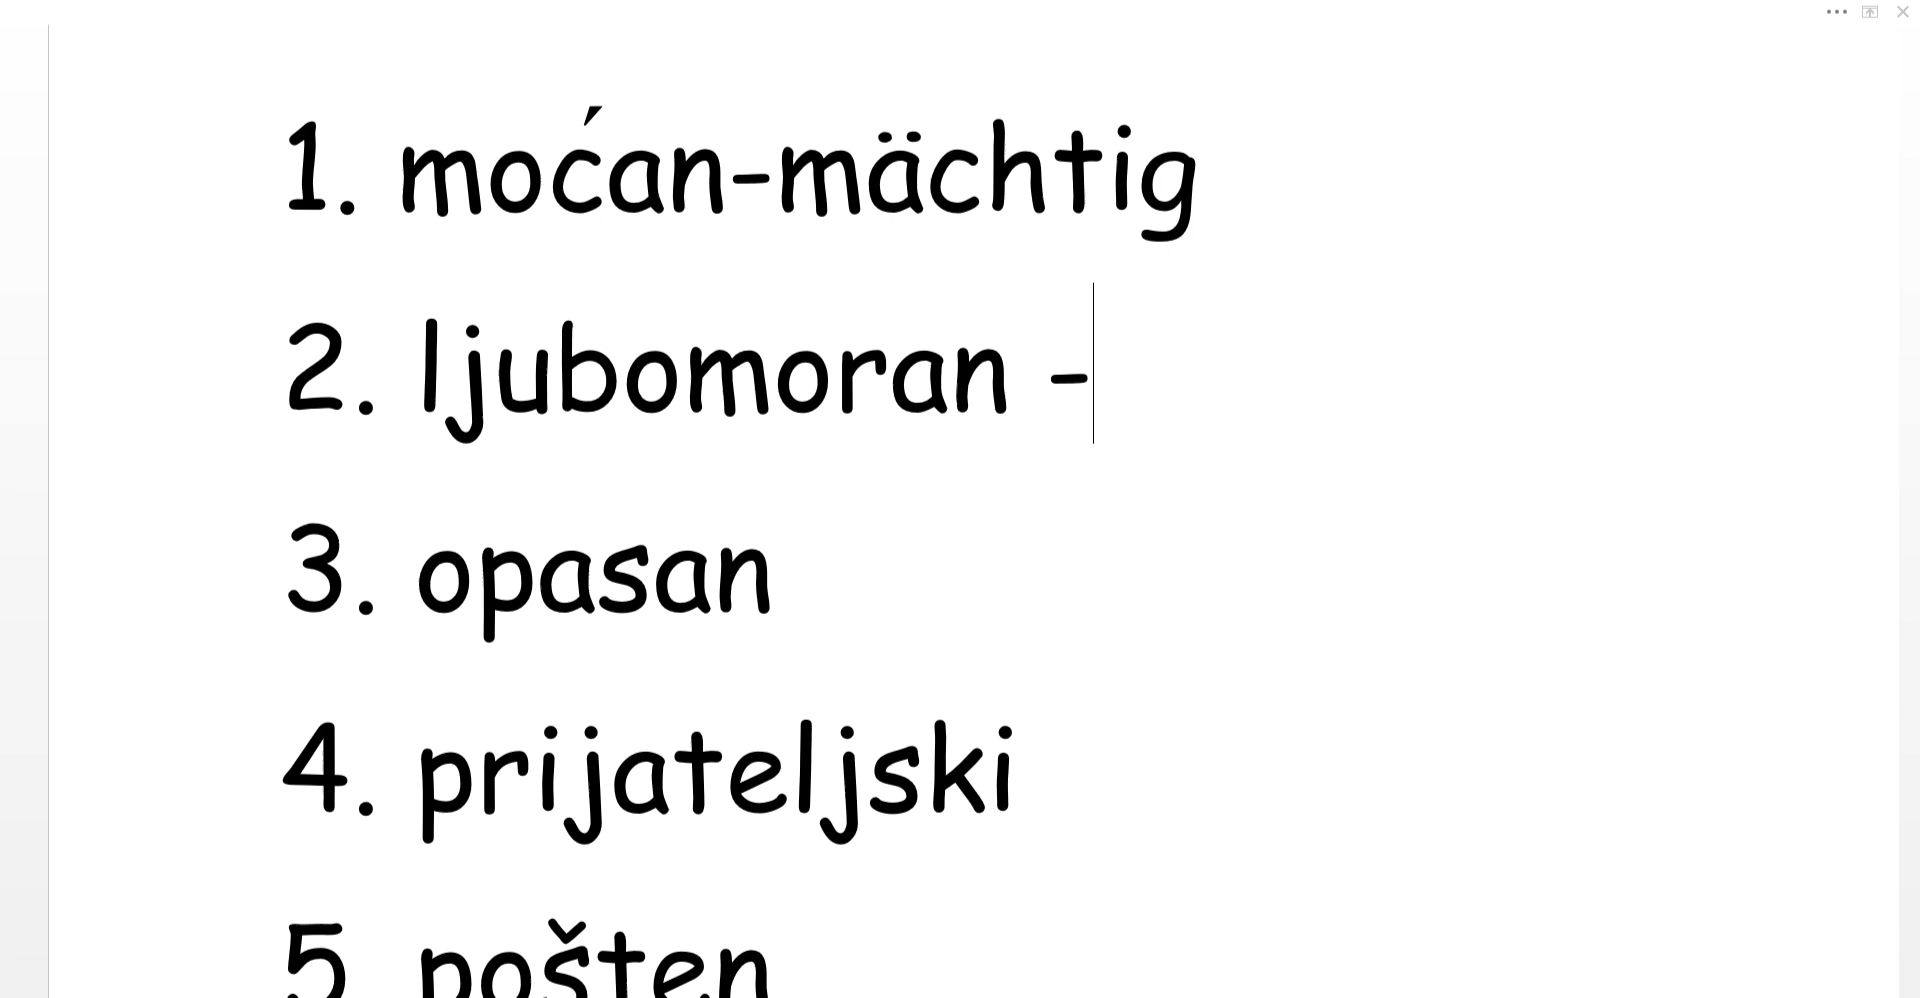 1. moćan-mächtig
2. ljubomoran -
3. opasan
4. prijateljski
5. pošten